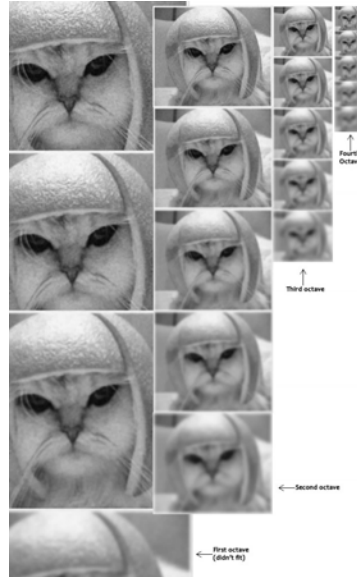 Fourth
Octave
Third octave
Second octave
First octave
(didn't fit)